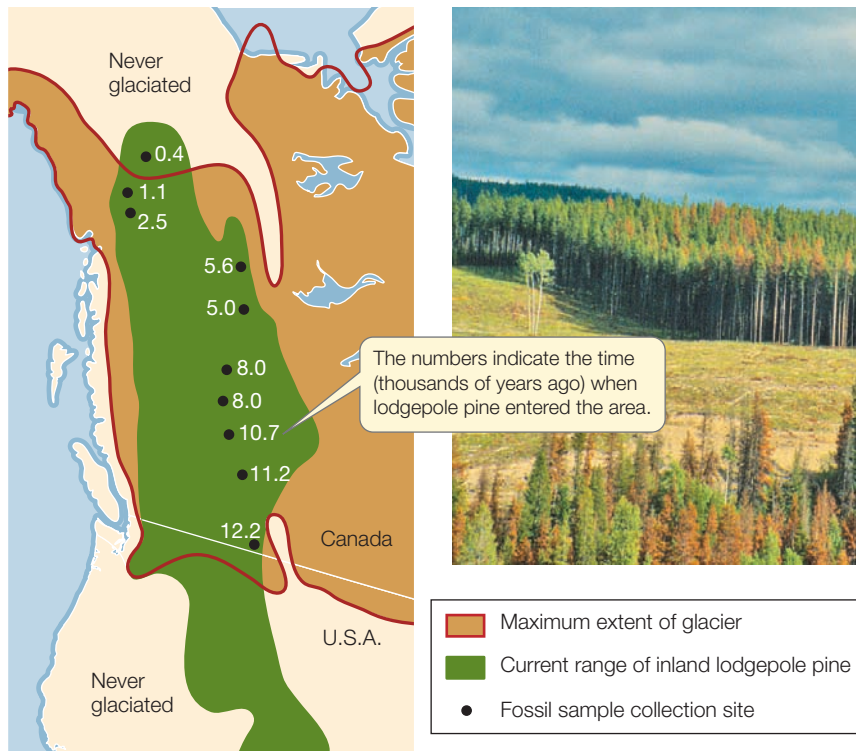 Never
glaciated
0.4
1.1
2.5
5.6
5.0
8.0
8.0
10.7
11.2
12.2
The numbers indicate the time
(thousands of years ago) when
lodgepole pine entered the area.
Canada
U.S.A.
Never
glaciated
Maximum extent of glacier
Current range of inland lodgepole pine
Fossil sample collection site